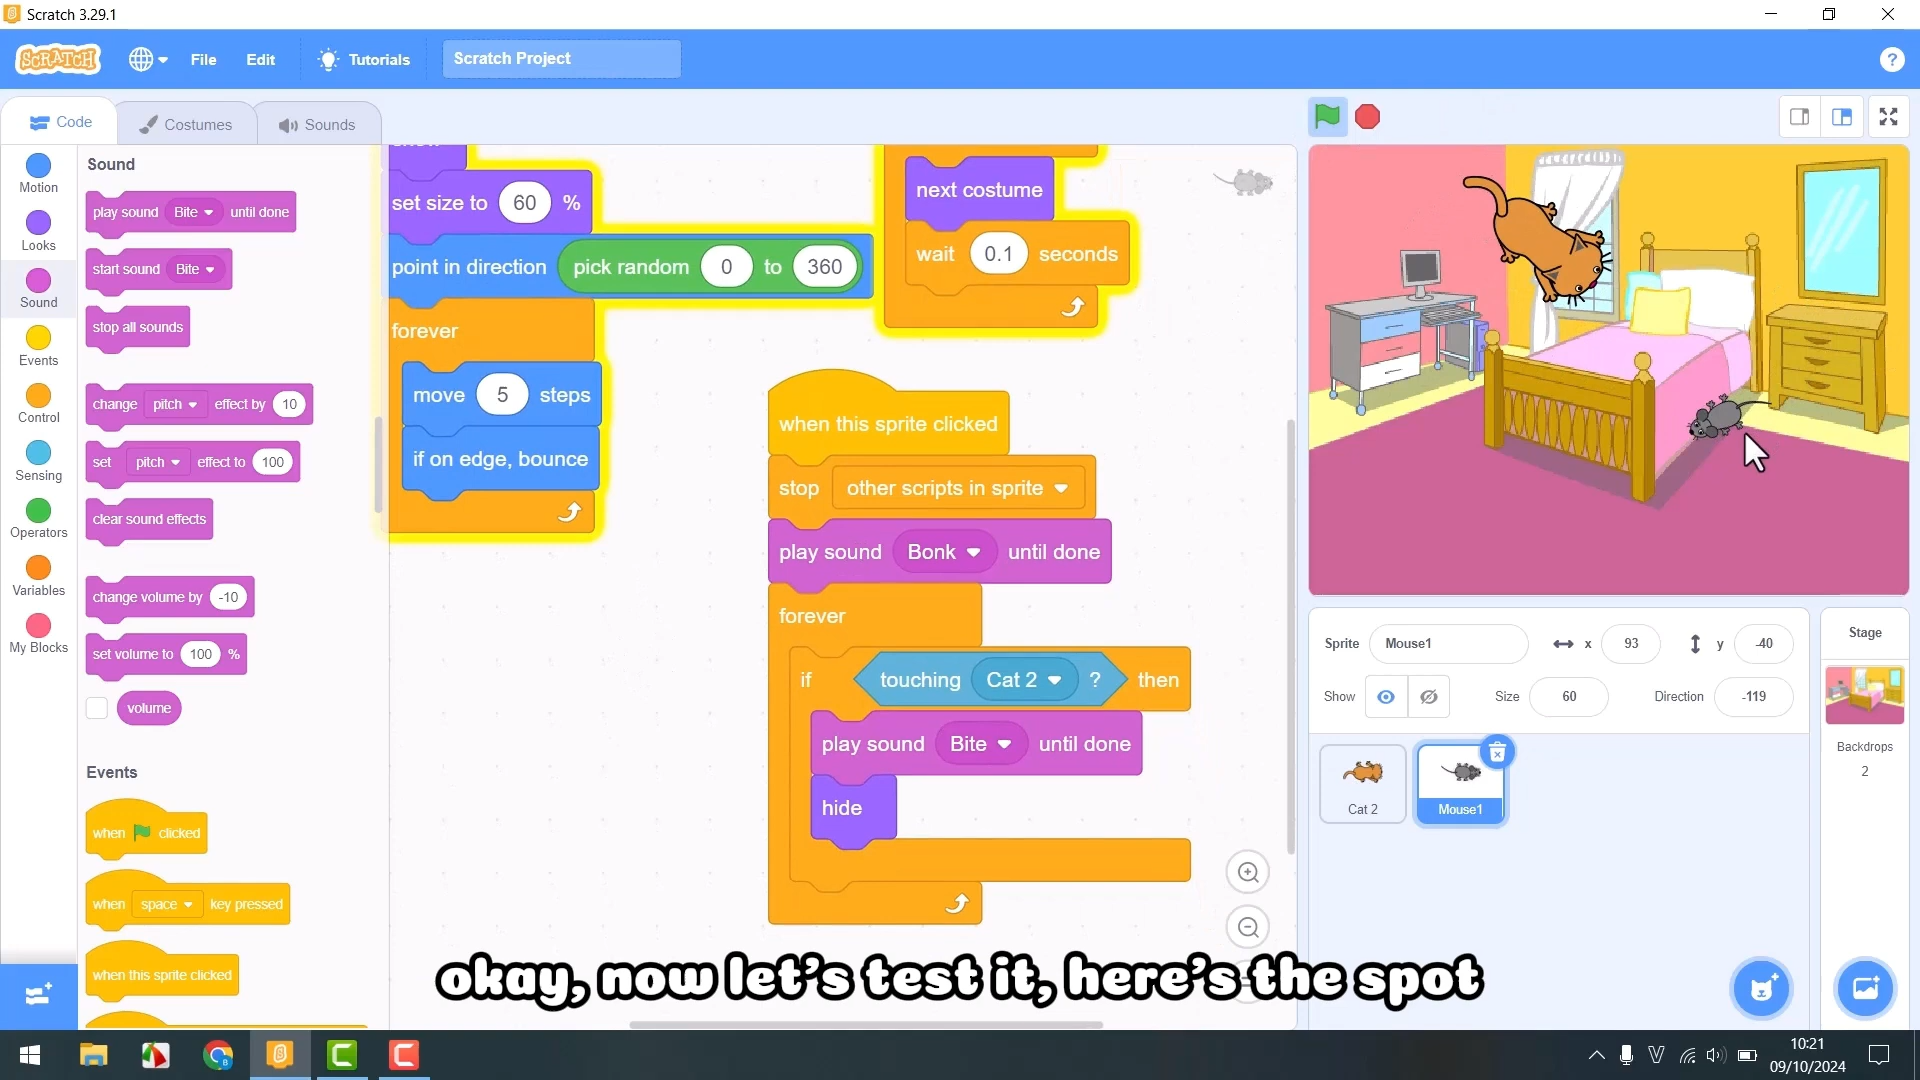 Scratch 3.29.1
SCRATCH
File
Edit
Tutorials
Scratch Project
Code
Costumes
Sounds
Motion
Looks
Sound
Events
Control
Sensing
Operators
Variables
My Blocks
Sound
play sound Bite until done
start sound Bite
stop all sounds
change pitch effect by 10
set pitch effect to 100
clear sound effects
change volume by -10
set volume to 100 %
volume
Events
when clicked
when space key pressed
when this sprite clicked
set size to 60 %
point in direction pick random 0 to 360
forever
move 5 steps
if on edge, bounce
next costume
wait 0.1 seconds
when this sprite clicked
stop other scripts in sprite
play sound Bonk until done
forever
if touching Cat 2 ? then
play sound Bite until done
hide
Sprite Mouse1 x 93 y -40
Show Size 60 Direction -119
Cat 2
Mouse1
Stage
Backdrops
2
okay, now let's test it, here's the spot
10:21
09/10/2024